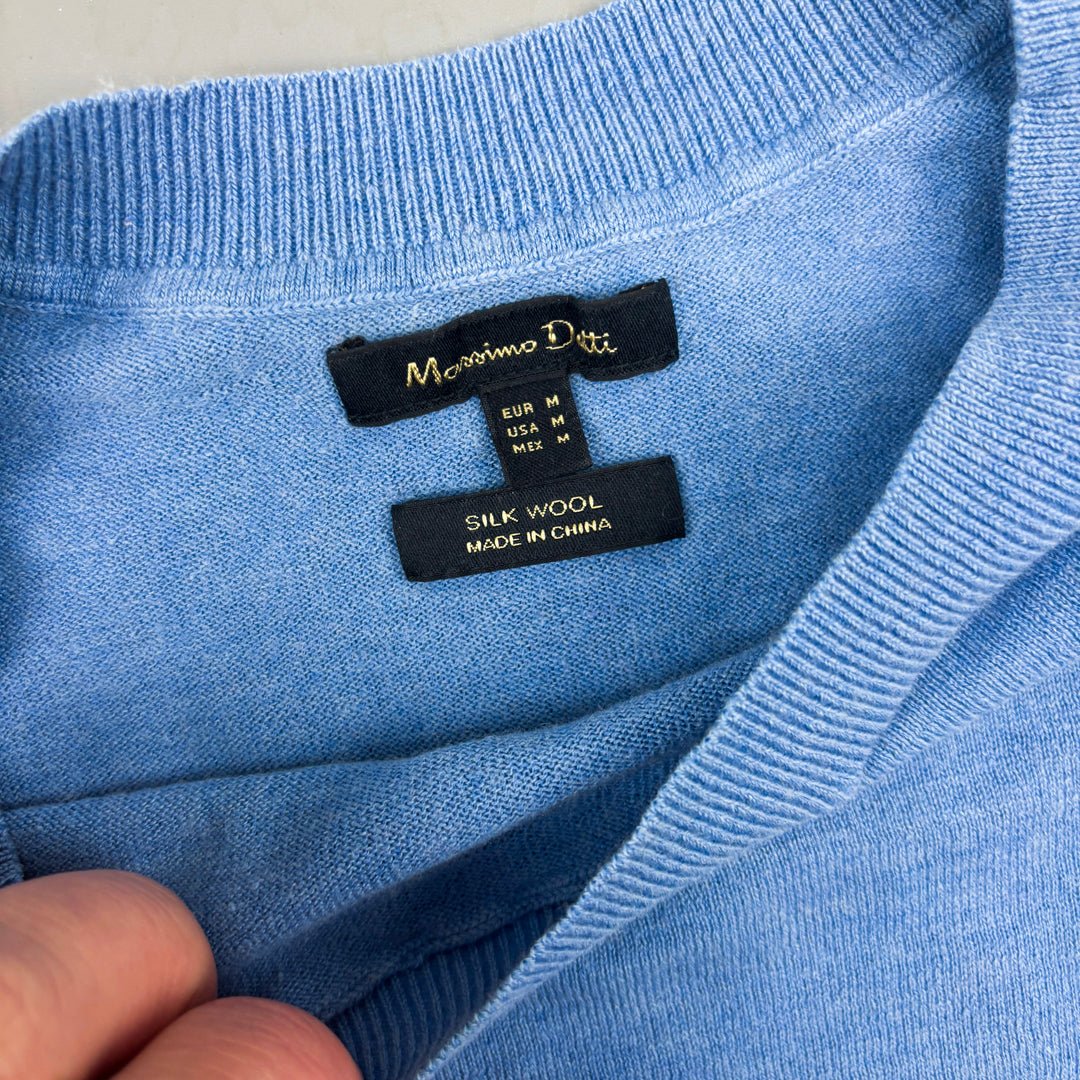 Massimo Dutti
EUR M
USA M
MEX M
SILK WOOL
MADE IN CHINA